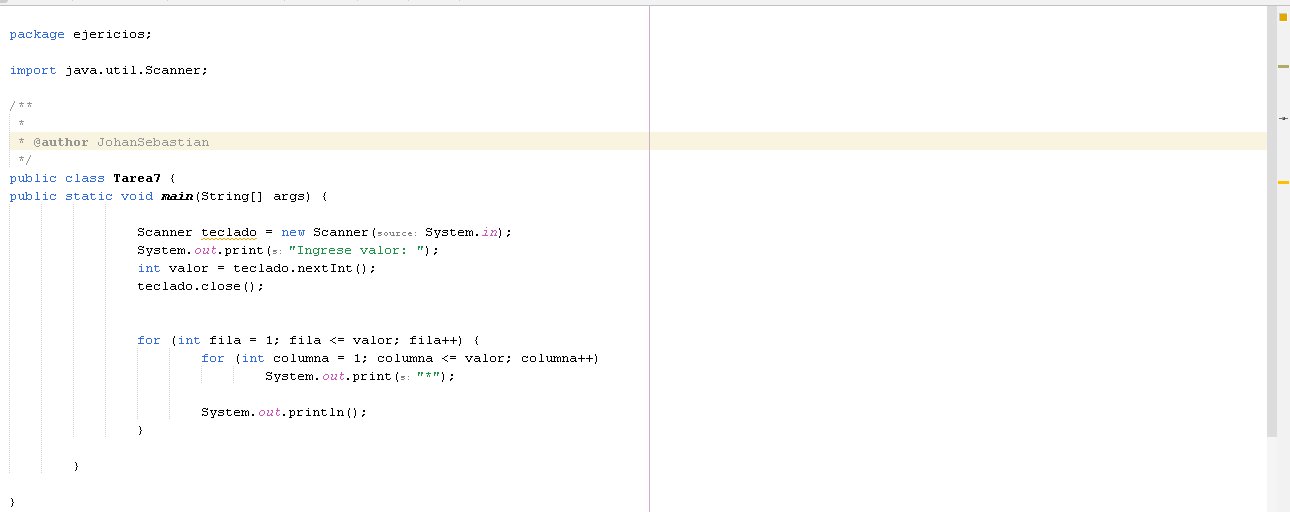 package ejericios;
import java.util.Scanner;
/**
*
* @author JohanSebastian
*/
public class Tarea7 {
public static void main(String[] args) {
Scanner teclado = new Scanner(source: System.in);
System.out.print(s: "Ingrese valor: ");
int valor = teclado.nextInt();
teclado.close();
for (int fila = 1; fila <= valor; fila++) {
for (int columna = 1; columna <= valor; columna++)
System.out.print(s: "*");
System.out.println();
}
}
}